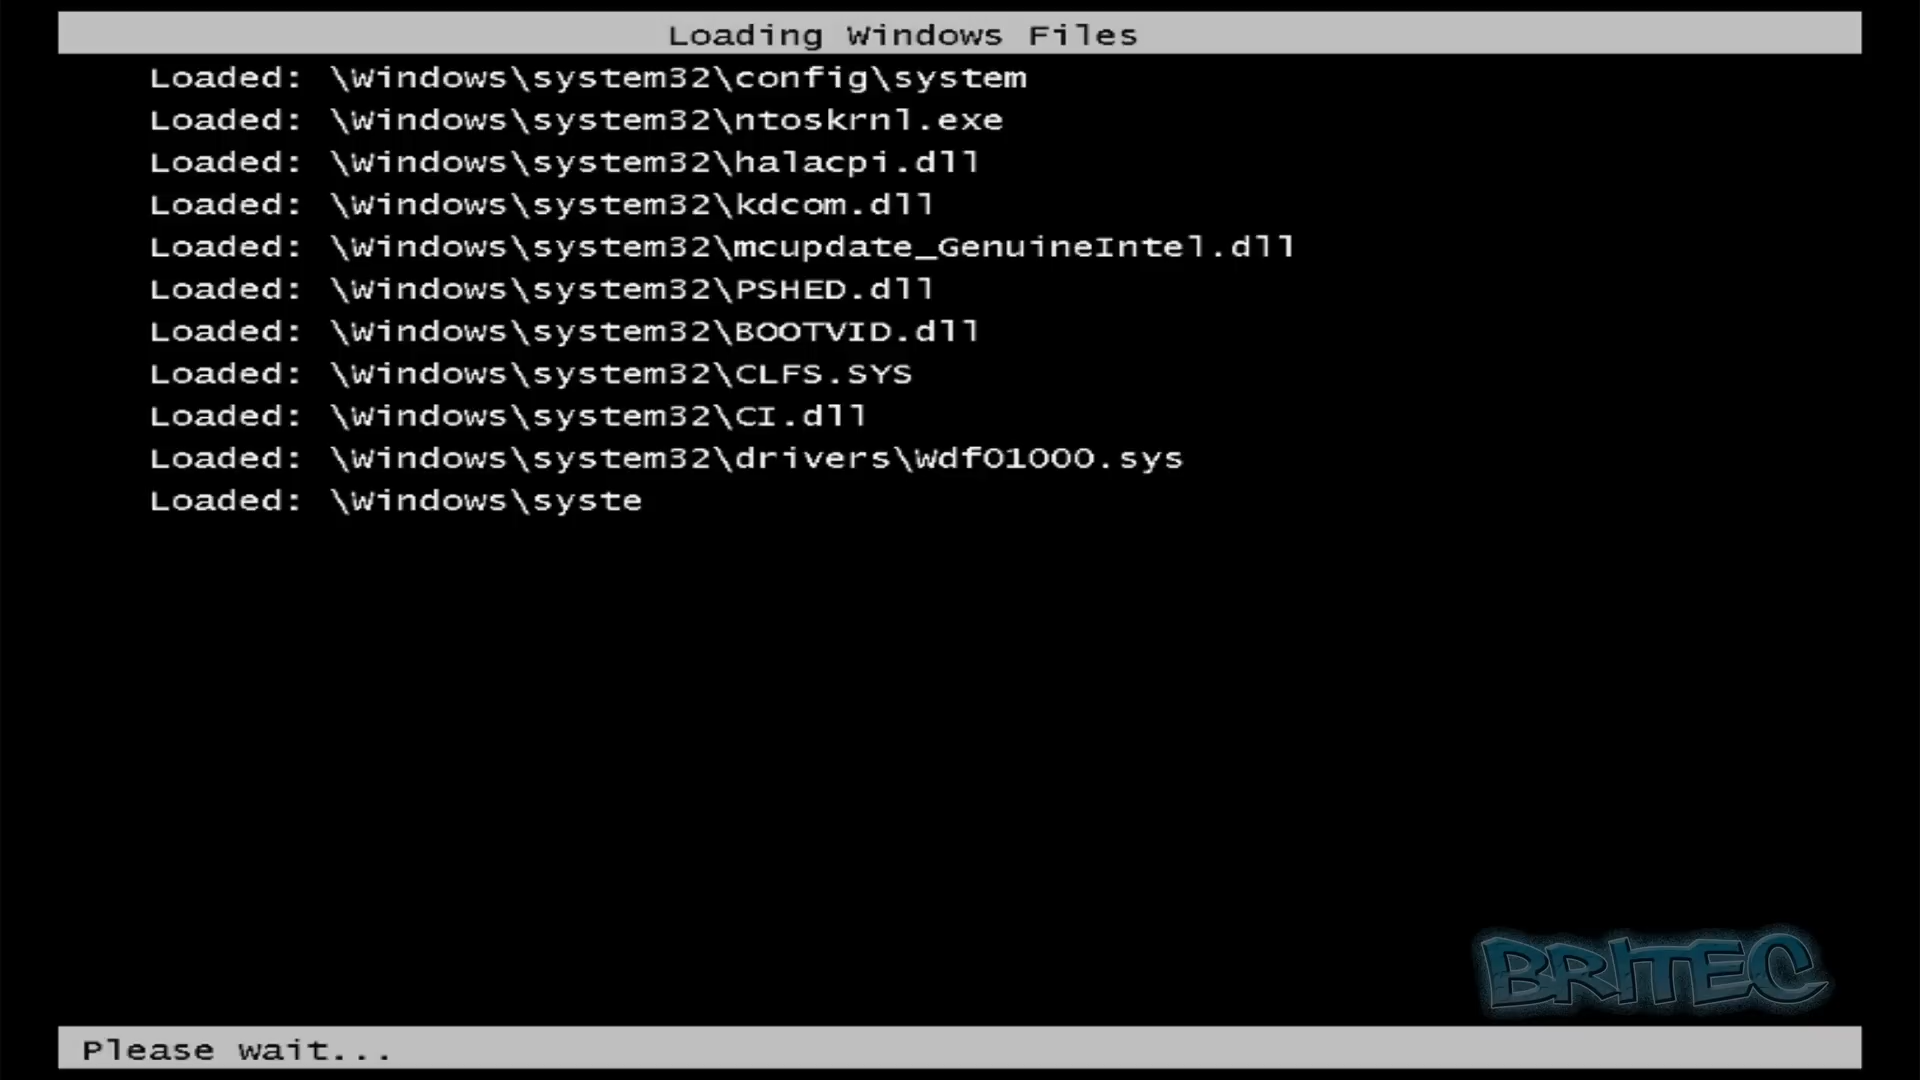 Loading Windows Files
Loaded: \Windows\system32\config\system
Loaded: \Windows\system32\ntoskrnl.exe
Loaded: \Windows\system32\halacpi.dll
Loaded: \Windows\system32\kdcom.dll
Loaded: \Windows\system32\mcupdate_GenuineIntel.dll
Loaded: \Windows\system32\PSHED.dll
Loaded: \Windows\system32\BOOTVID.dll
Loaded: \Windows\system32\CLFS.SYS
Loaded: \Windows\system32\CI.dll
Loaded: \Windows\system32\drivers\Wdf01000.sys
Loaded: \Windows\syste
BRITEC
Please wait...